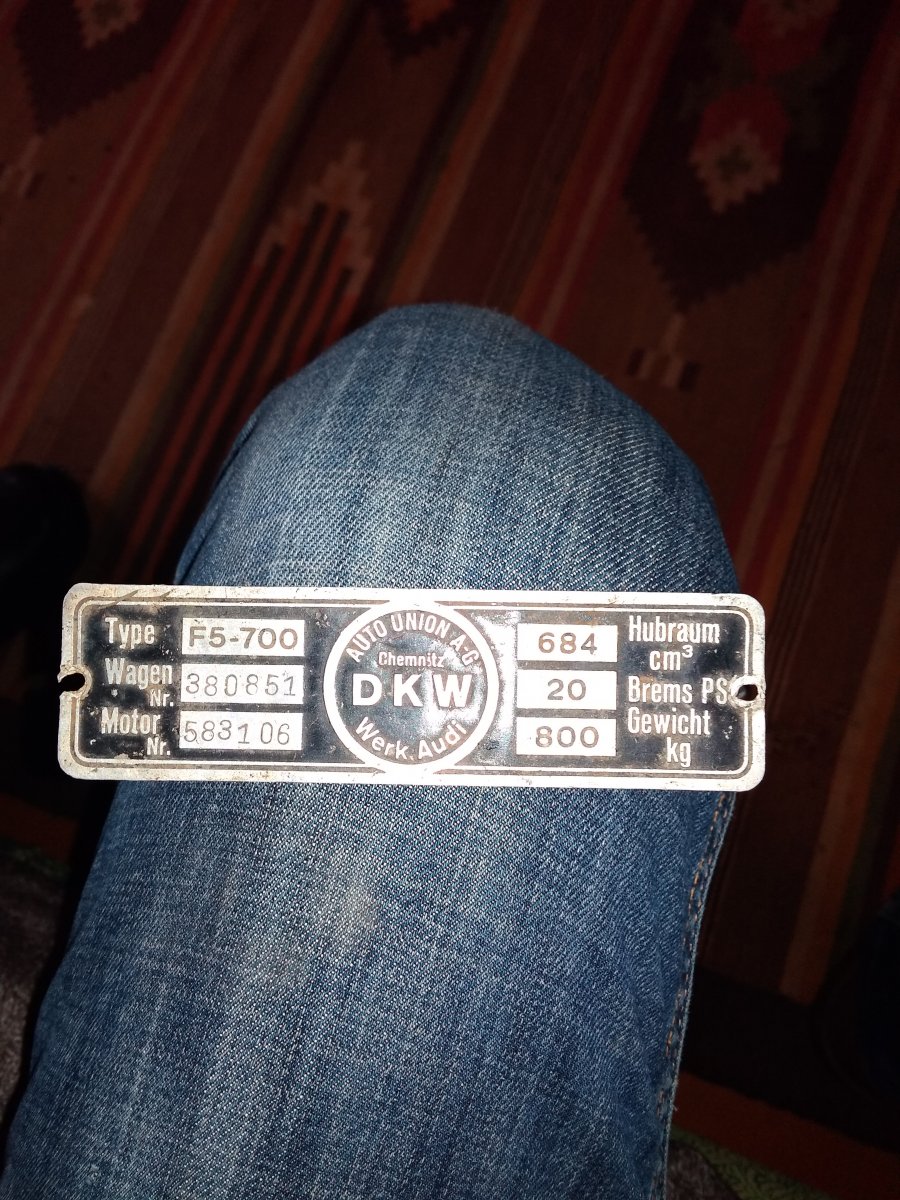 Type F5-700
Wagen Nr. 380851
Motor Nr. 583106
AUTO UNION A-G
Chemnitz
DKW
Werk. Audi
684 Hubraum cm³
20 Brems PS
800 Gewicht kg